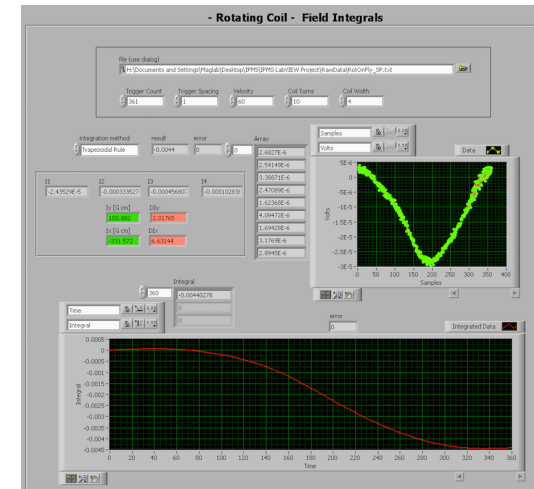 - Rotating Coil - Field Integrals
file (use dialog)
H:\Documents and Settings\Maglab\Desktop\IFMS\IFMS LabVIEW Project\RawData\RotOnFly_SP.txt
Trigger Count Trigger Spacing Velocity Coil Turns Coil Width
361 1 60 10 4
integration method result error Array
Trapezoidal Rule -0.0044 0 0
2.6827E-6
2.54149E-6
3.38871E-6
2.47089E-6
1.62368E-6
4.09472E-6
1.69428E-6
3.1769E-6
2.0945E-6
I1 I2 I3 I4
-2.43529E-5 -0.000333527 -0.00045680 -0.00010283
Iy [G cm] DIy
100.882 2.01765
Ix [G cm] DIx
-331.572 6.63144
Samples
Volts
Data
5E-6
0
-5E-6
-1E-5
-1.5E-5
-2E-5
-2.5E-5
-3E-5
Volts
0 50 100 150 200 250 300 350 400
Samples
Integral
360 -0.00440278
0
0
Time
Integral
error
0
Integrated Data
0.0005
0
-0.0005
-0.001
-0.0015
-0.002
-0.0025
-0.003
-0.0035
-0.004
-0.0045
Integral
0 20 40 60 80 100 120 140 160 180 200 220 240 260 280 300 320 340 360
Time